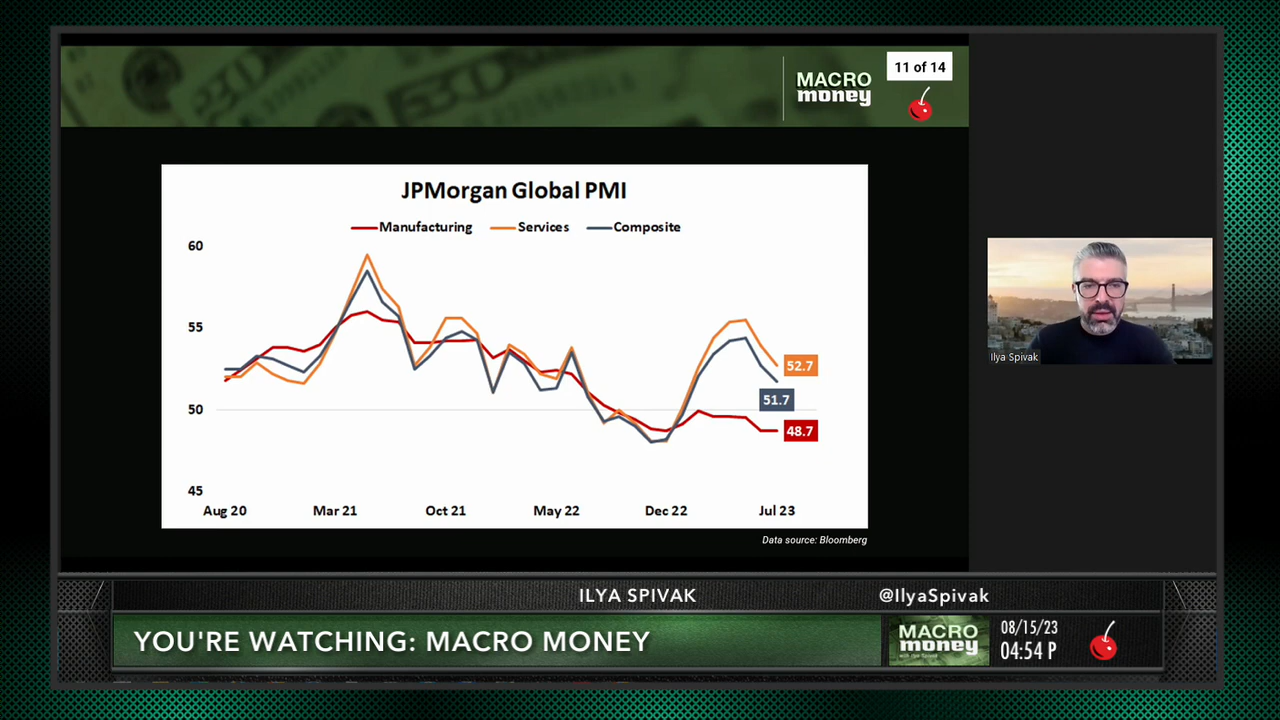 MACRO
money
11 of 14
JPMorgan Global PMI
Manufacturing Services Composite
60
55
50
45
52.7
51.7
48.7
Aug 20 Mar 21 Oct 21 May 22 Dec 22 Jul 23
Data source: Bloomberg
Ilya Spivak
ILYA SPIVAK @IlyaSpivak
YOU'RE WATCHING: MACRO MONEY
MACRO
money
08/15/23
04:54 P